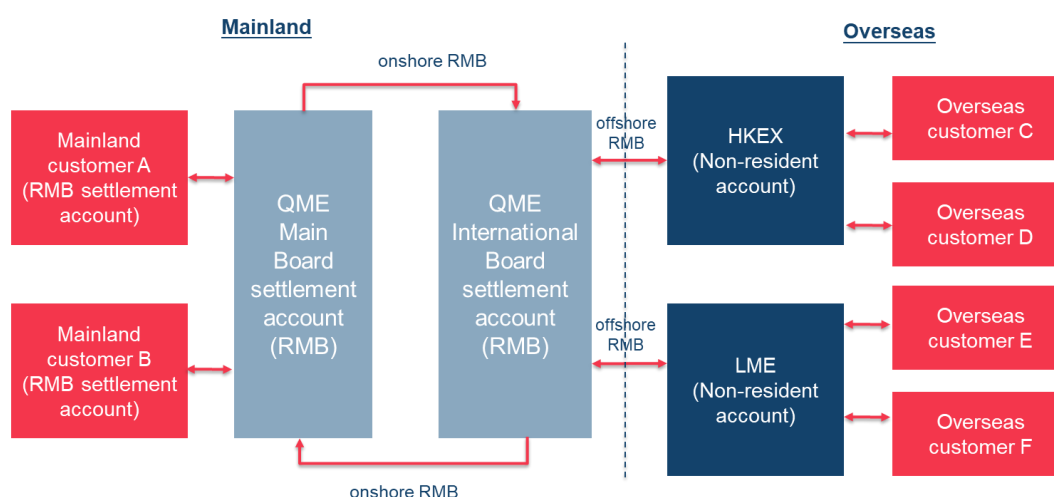 Mainland
Overseas
onshore RMB
Mainland
customer A
(RMB settlement
account)
Mainland
customer B
(RMB settlement
account)
QME
Main
Board
settlement
account
(RMB)
QME
International
Board
settlement
account
(RMB)
offshore
RMB
offshore
RMB
HKEX
(Non-resident
account)
LME
(Non-resident
account)
Overseas
customer C
Overseas
customer D
Overseas
customer E
Overseas
customer F
onshore RMB